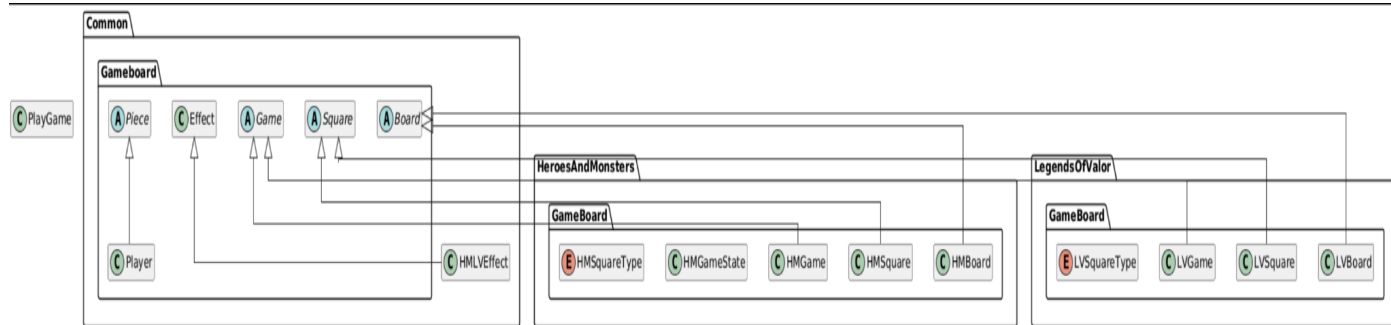 Common
Gameboard
C PlayGame
A Piece
C Effect
A Game
A Square
A Board
HeroesAndMonsters
LegendsOfValor
GameBoard
GameBoard
C Player
C HMLVEffect
E HMSquareType
C HMGameState
C HMGame
C HMSquare
C HMBoard
E LVSquareType
C LVGame
C LVSquare
C LVBoard